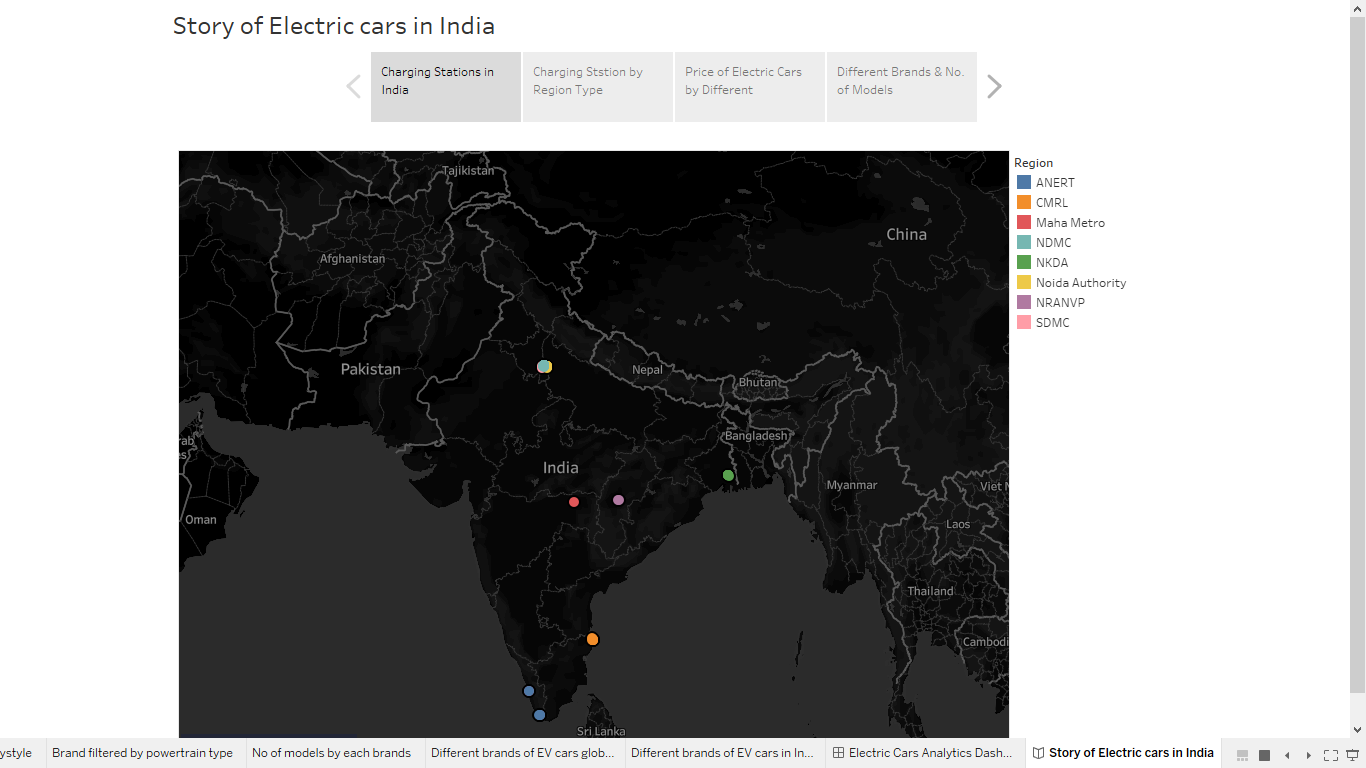 Story of Electric cars in India
Charging Stations in
India
Charging Ststion by
Region Type
Price of Electric Cars
by Different
Different Brands & No.
of Models
Region
ANERT
CMRL
Maha Metro
NDMC
NKDA
Noida Authority
NRANVP
SDMC
Tajikistan
China
Afghanistan
Pakistan
Nepal
Bhutan
Bangladesh
India
Myanmar
Viet N
rab
es
Oman
Laos
Thailand
Cambodi
Sri Lanka
ystyle
Brand filtered by powertrain type
No of models by each brands
Different brands of EV cars glob...
Different brands of EV cars in In...
Electric Cars Analytics Dash...
Story of Electric cars in India